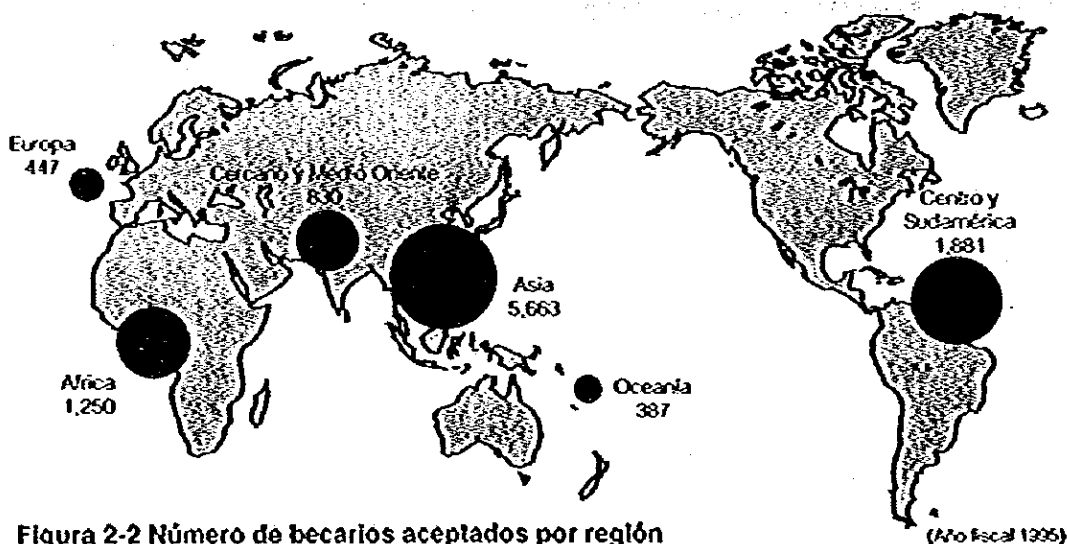 Europa
447
Cercano y Medio Oriente
830
Centro y
Sudamérica
1,881
Asia
5,663
Africa
1,250
Oceanía
387
Figura 2-2 Número de becarios aceptados por región
(Año fiscal 1995)